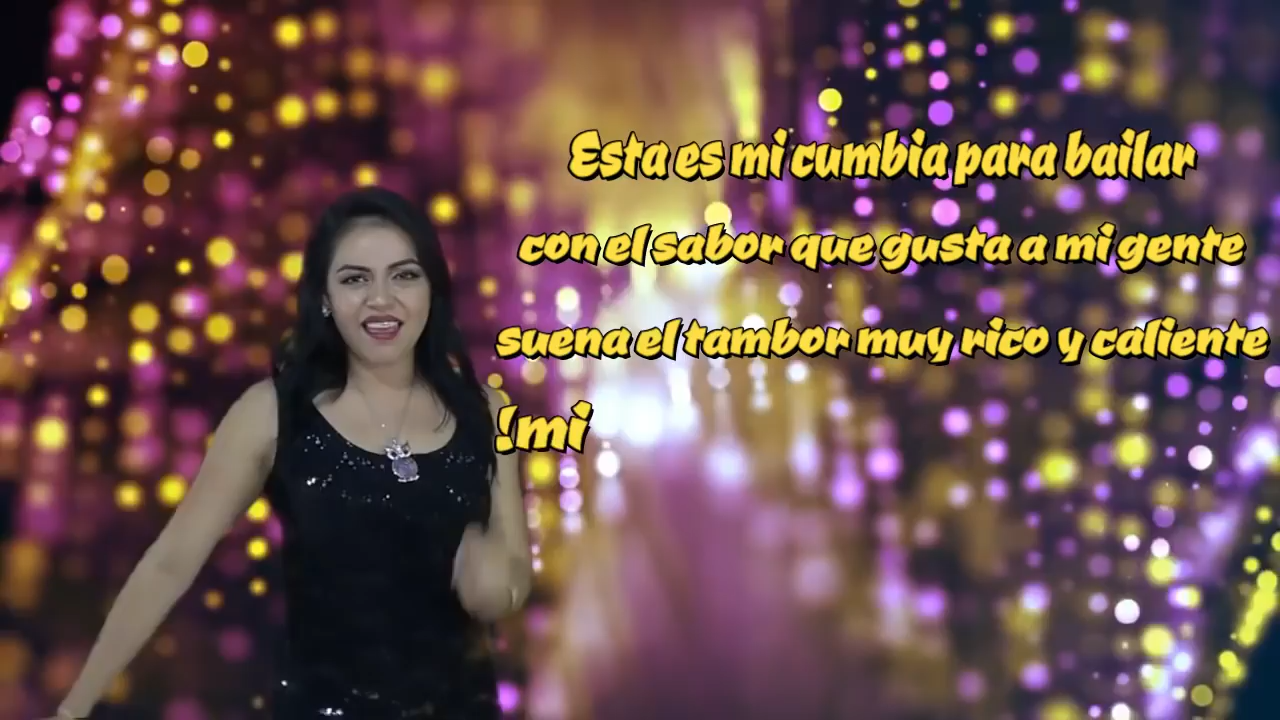 Esta es mi cumbia para bailar
con el sabor que gusta a mi gente
suena el tambor muy rico y caliente
!mi